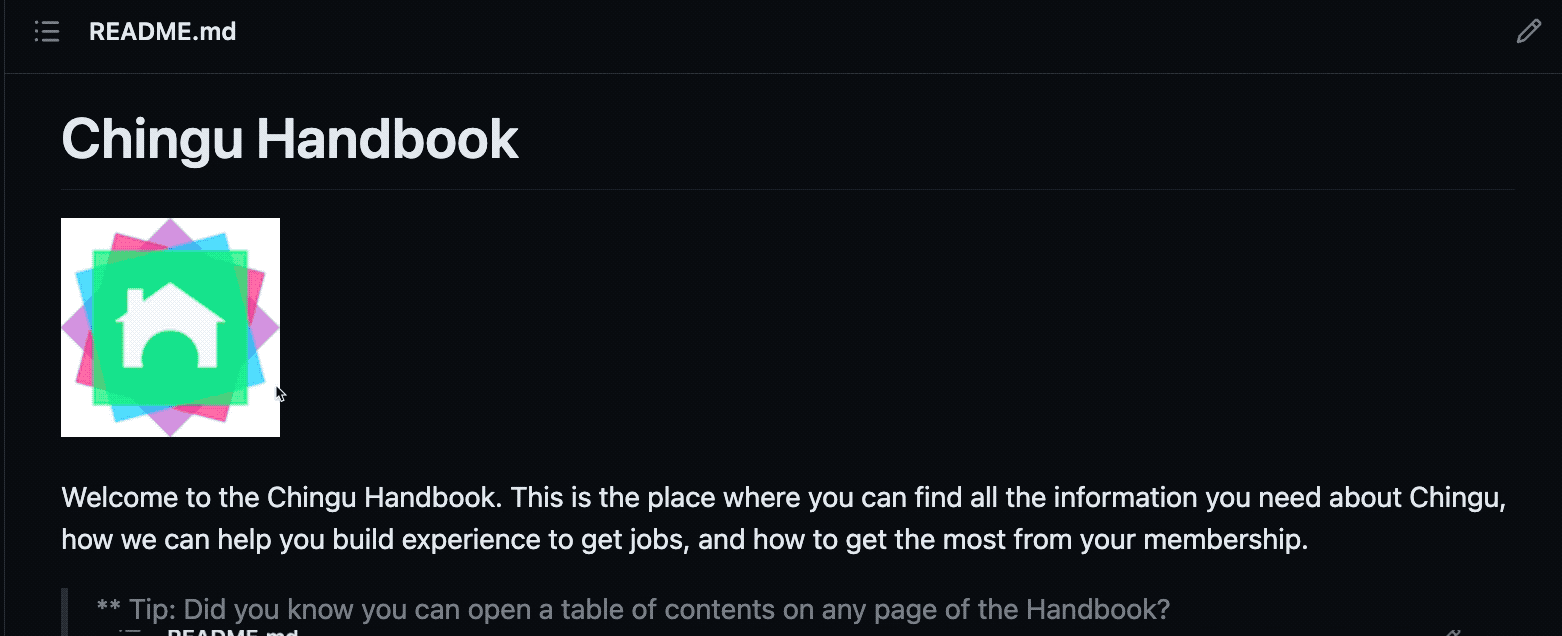 README.md
Chingu Handbook
Welcome to the Chingu Handbook. This is the place where you can find all the information you need about Chingu,
how we can help you build experience to get jobs, and how to get the most from your membership.
** Tip: Did you know you can open a table of contents on any page of the Handbook?
README.md